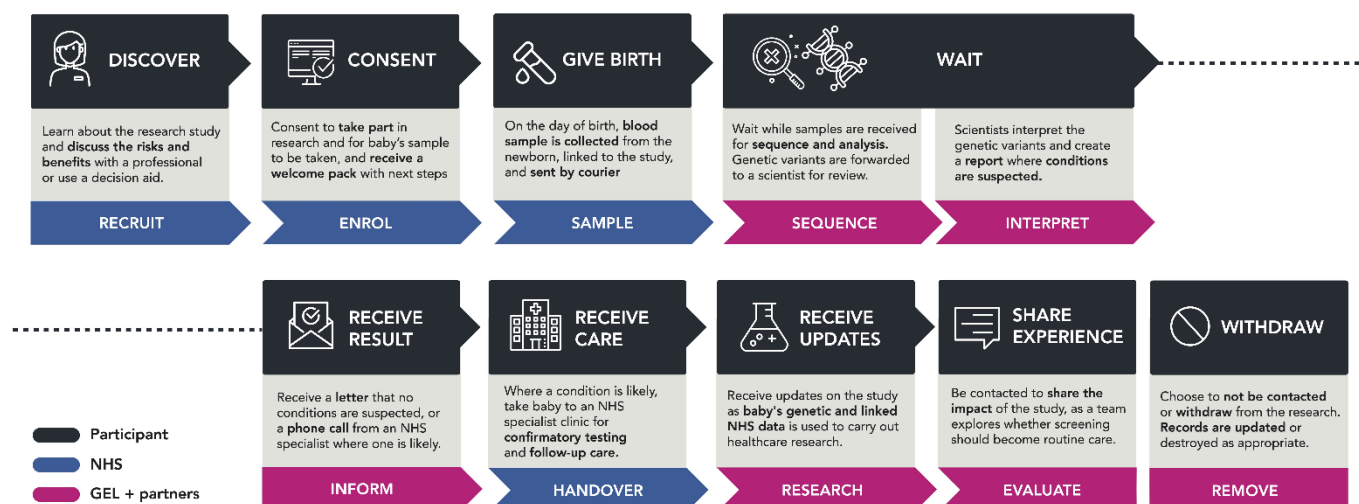 DISCOVER
Learn about the research study
and discuss the risks and
benefits with a professional
or use a decision aid.
RECRUIT
CONSENT
Consent to take part in
research and for baby's sample
to be taken, and receive a
welcome pack with next steps
ENROL
GIVE BIRTH
On the day of birth, blood
sample is collected from the
newborn, linked to the study,
and sent by courier
SAMPLE
WAIT
Wait while samples are received
for sequence and analysis.
Genetic variants are forwarded
to a scientist for review.
SEQUENCE
Scientists interpret the
genetic variants and create
a report where conditions
are suspected.
INTERPRET
RECEIVE
RESULT
Receive a letter that no
conditions are suspected, or
a phone call from an NHS
specialist where one is likely.
INFORM
RECEIVE
CARE
Where a condition is likely,
take baby to an NHS
specialist clinic for
confirmatory testing
and follow-up care.
HANDOVER
RECEIVE
UPDATES
Receive updates on the study
as baby's genetic and linked
NHS data is used to carry out
healthcare research.
RESEARCH
SHARE
EXPERIENCE
Be contacted to share the
impact of the study, as a team
explores whether screening
should become routine care.
EVALUATE
WITHDRAW
Choose to not be contacted
or withdraw from the research.
Records are updated or
destroyed as appropriate.
REMOVE
Participant
NHS
GEL + partners